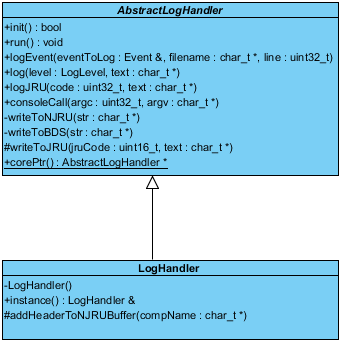 AbstractLogHandler
+init() : bool
+run() : void
+logEvent(eventToLog : Event &, filename : char_t *, line : uint32_t)
+log(level : LogLevel, text : char_t *)
+logJRU(code : uint32_t, text : char_t *)
+consoleCall(argc : uint32_t, argv : char_t *)
-writeToNJRU(str : char_t *)
-writeToBDS(str : char_t *)
#writeToJRU(jruCode : uint16_t, text : char_t *)
+corePtr() : AbstractLogHandler *
LogHandler
-LogHandler()
+instance() : LogHandler &
#addHeaderToNJRUBuffer(compName : char_t *)